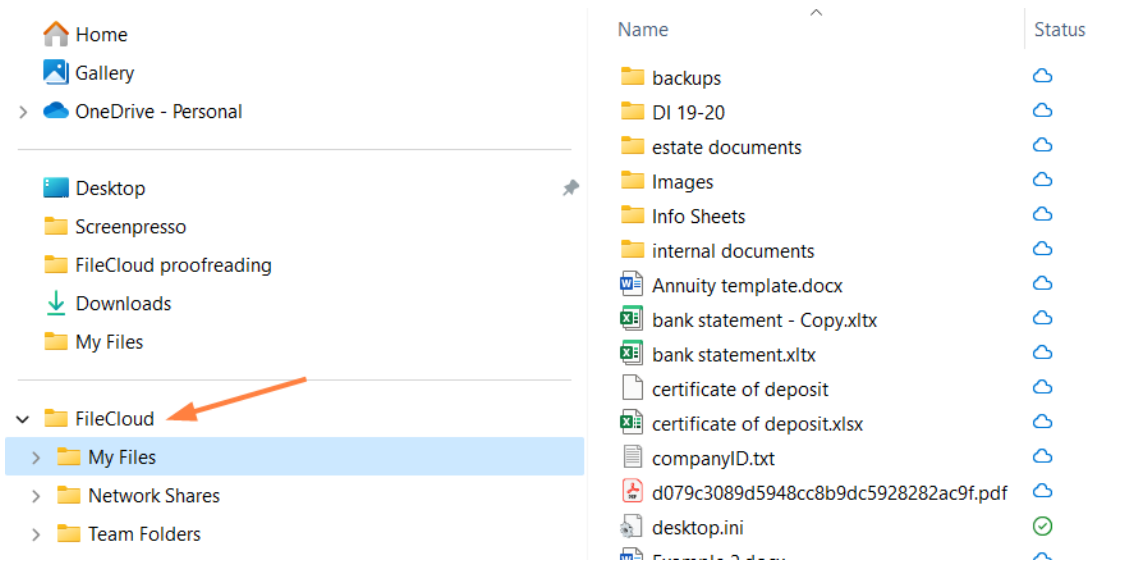 Home
Gallery
OneDrive - Personal
Desktop
Screenpresso
FileCloud proofreading
Downloads
My Files
FileCloud
My Files
Network Shares
Team Folders
Name
Status
backups
DI 19-20
estate documents
Images
Info Sheets
internal documents
Annuity template.docx
bank statement - Copy.xltx
bank statement.xltx
certificate of deposit
certificate of deposit.xlsx
companyID.txt
d079c3089d5948cc8b9dc5928282ac9f.pdf
desktop.ini